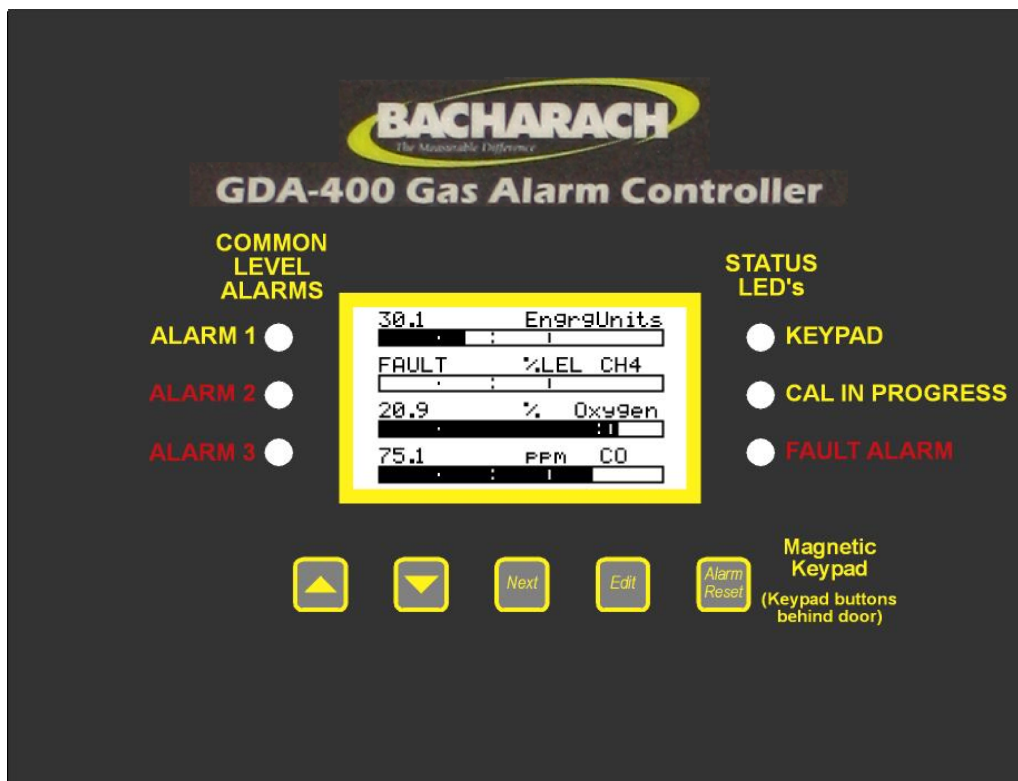 BACHARACH
The Measurable Difference
GDA-400 Gas Alarm Controller
COMMON
LEVEL
ALARMS
ALARM 1
ALARM 2
ALARM 3
30.1 EngrgUnits
FAULT %LEL CH4
20.9 % Oxygen
75.1 ppm CO
STATUS
LED's
KEYPAD
CAL IN PROGRESS
FAULT ALARM
Next
Edit
Alarm
Reset
Magnetic
Keypad
(Keypad buttons
behind door)